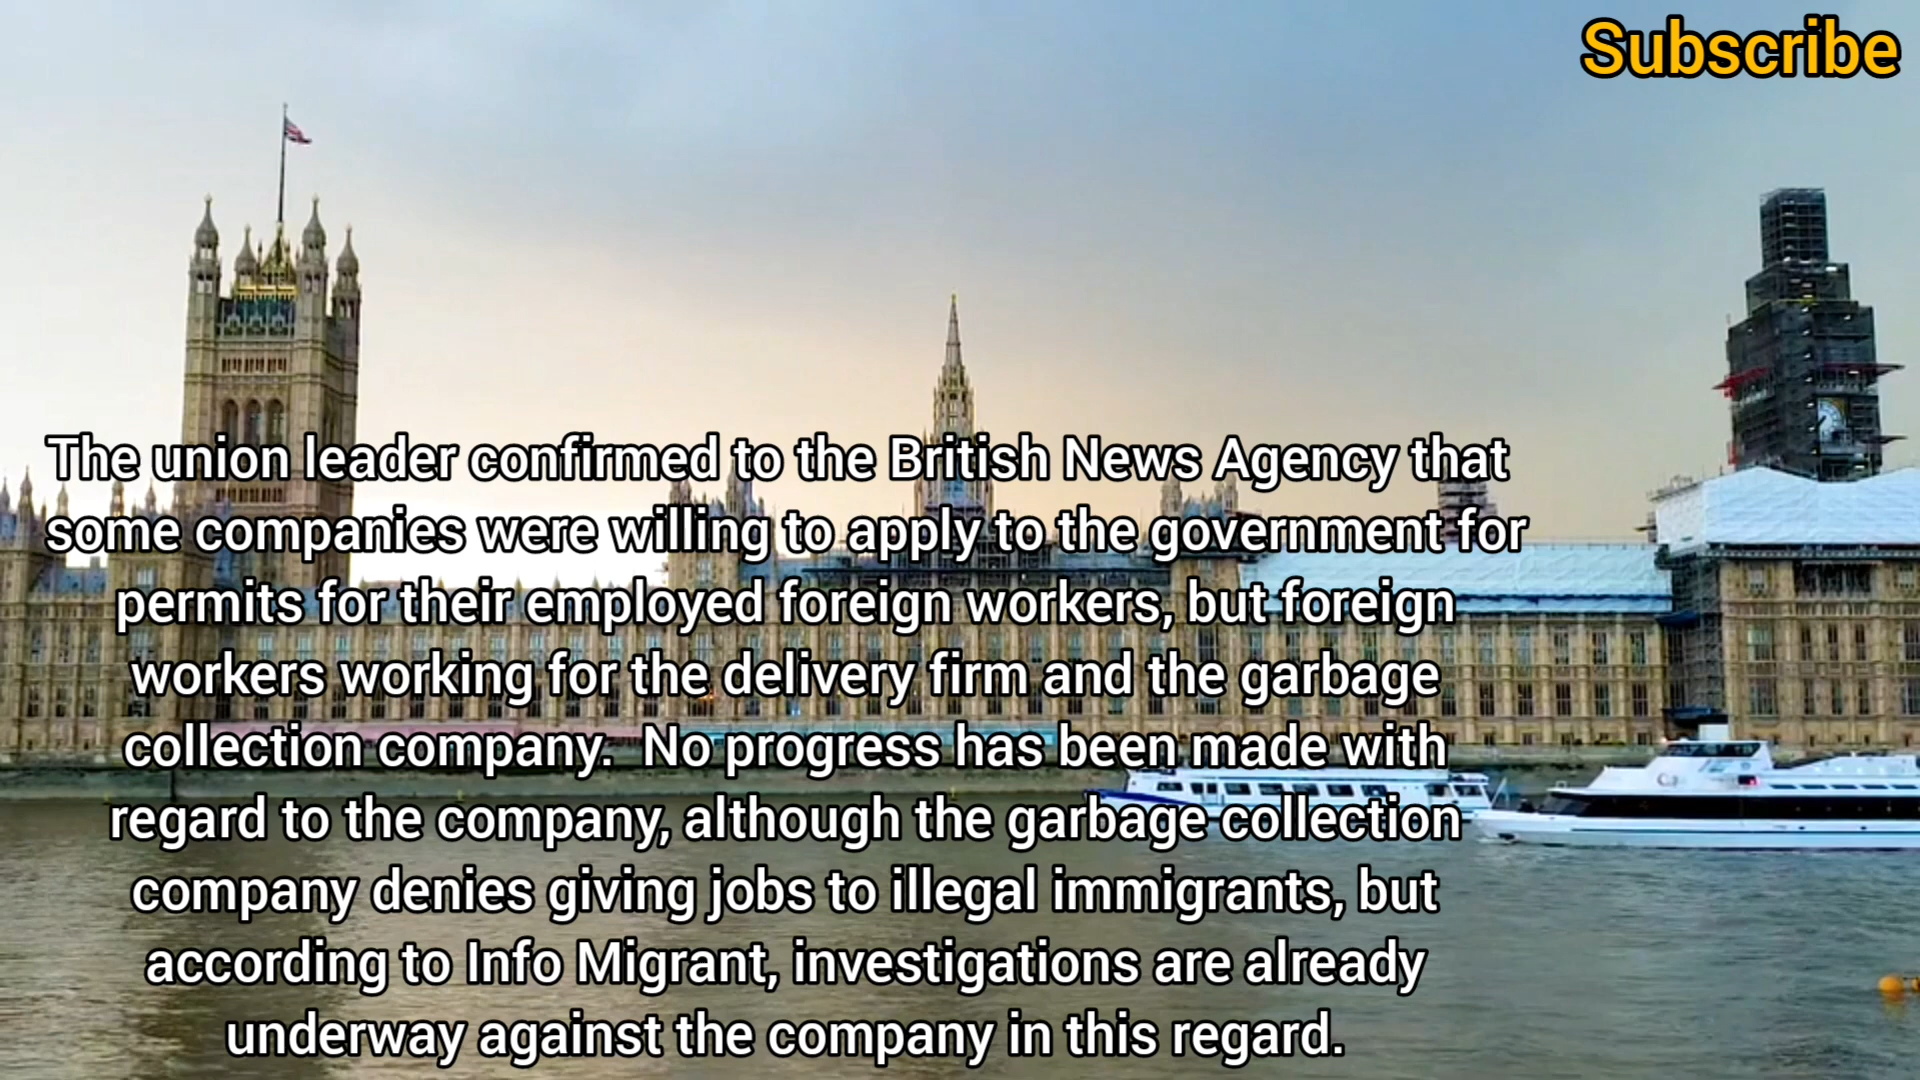 Subscribe
The union leader confirmed to the British News Agency that
some companies were willing to apply to the government for
permits for their employed foreign workers, but foreign
workers working for the delivery firm and the garbage
collection company.  No progress has been made with
regard to the company, although the garbage collection
company denies giving jobs to illegal immigrants, but
according to Info Migrant, investigations are already
underway against the company in this regard.